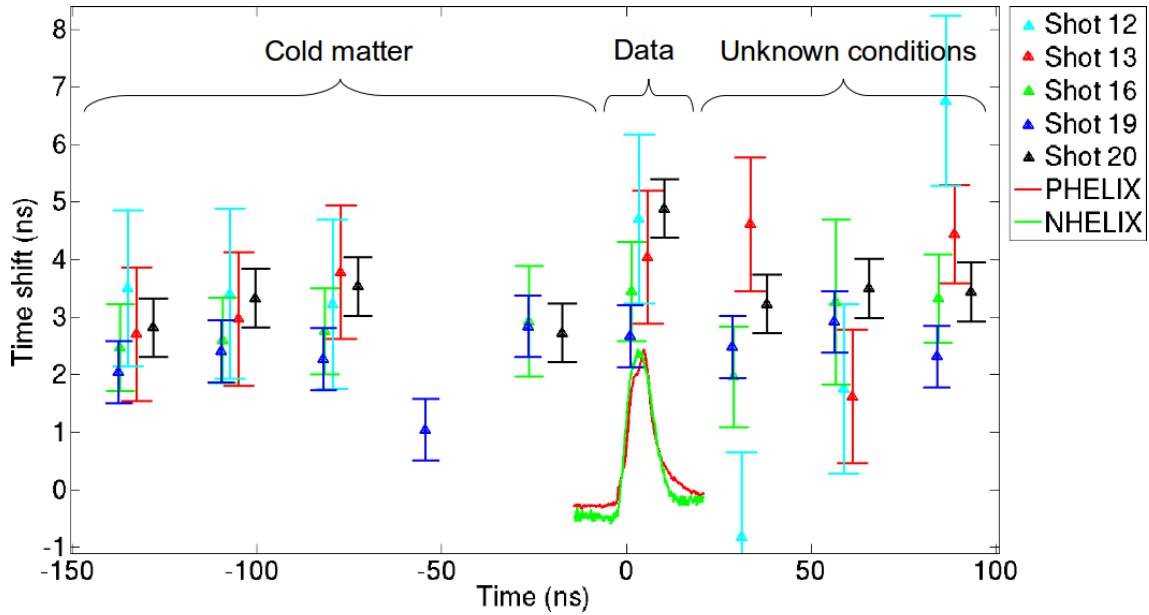 Cold matter
Data
Unknown conditions
8
7
6
5
4
3
2
1
0
-1
Time shift (ns)
-150
-100
-50
0
50
100
Time (ns)
Shot 12
Shot 13
Shot 16
Shot 19
Shot 20
PHELIX
NHELIX